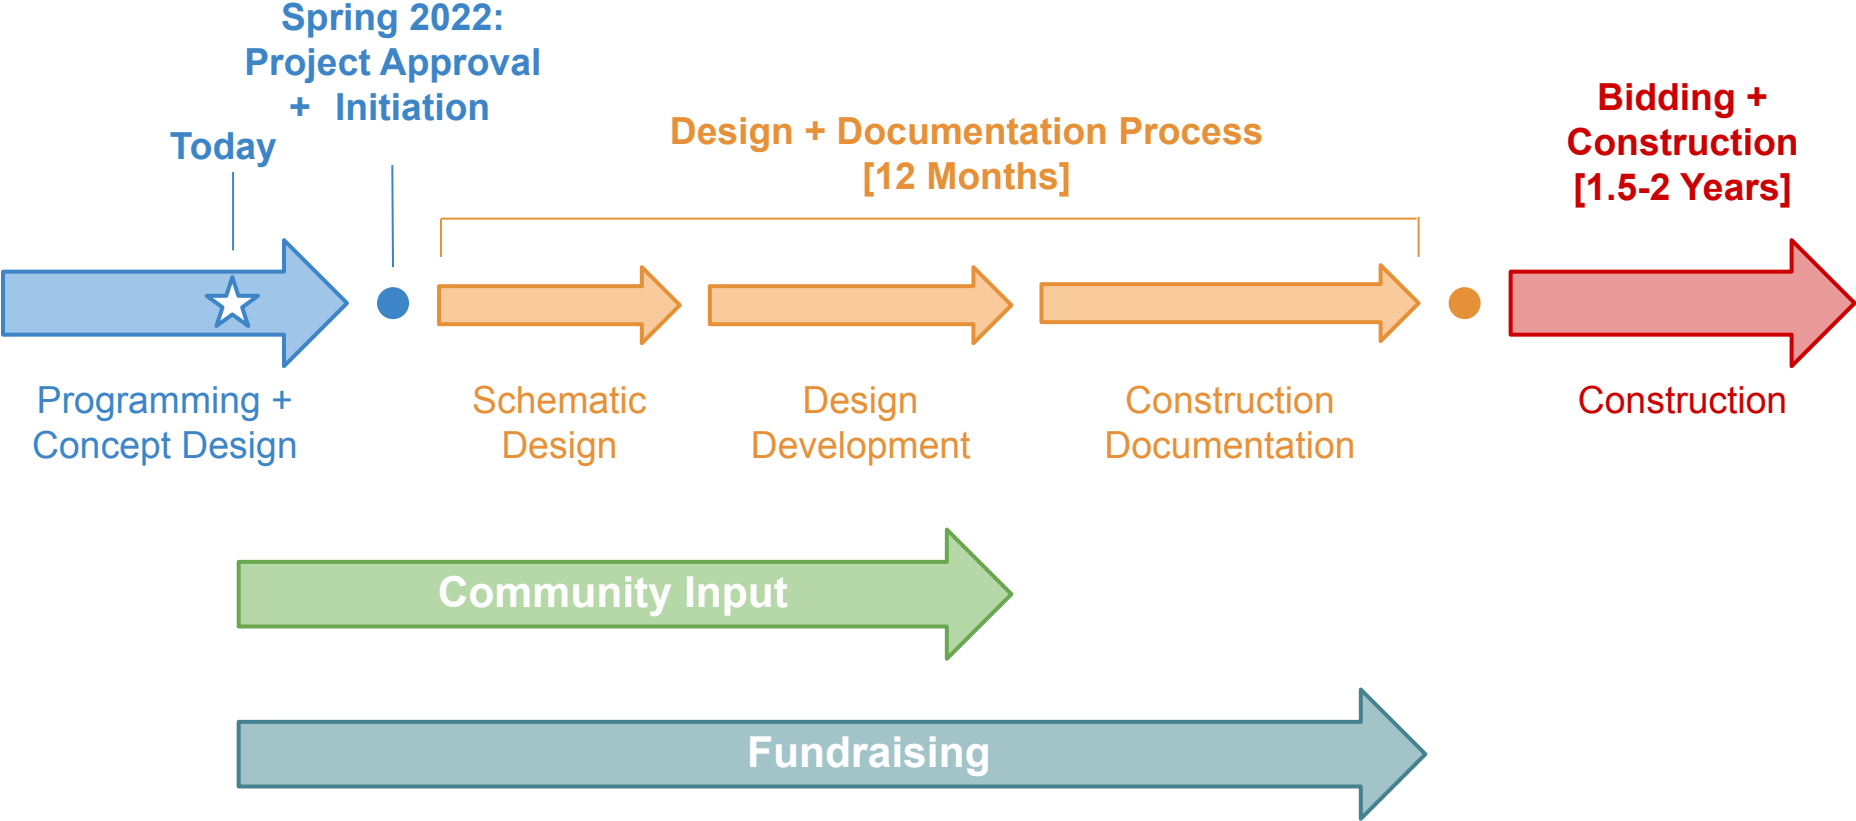 Spring 2022:
Project Approval
+ Initiation
Today
Design + Documentation Process
[12 Months]
Bidding +
Construction
[1.5-2 Years]
Programming +
Concept Design
Schematic
Design
Design
Development
Construction
Documentation
Construction
Community Input
Fundraising